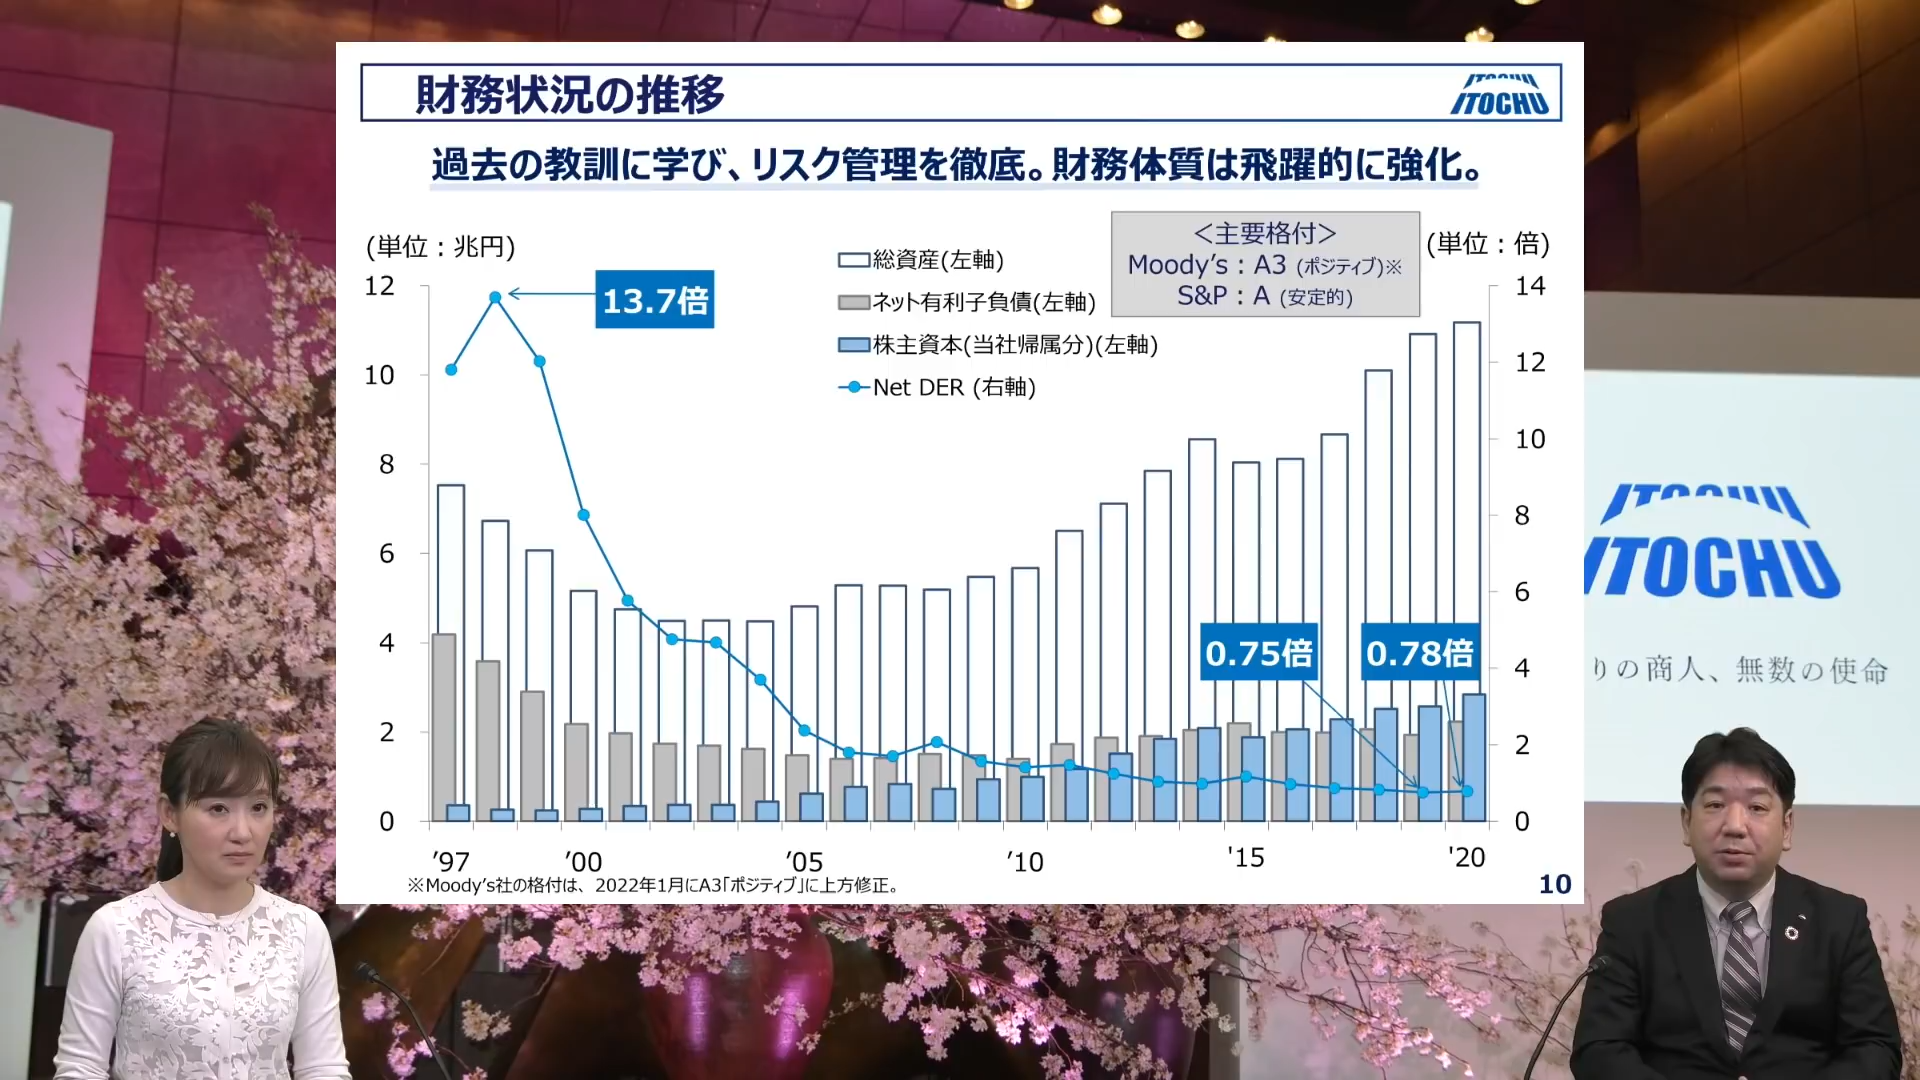 財務状況の推移
ITOCHU
ITOCHU
過去の教訓に学び、リスク管理を徹底。財務体質は飛躍的に強化。
(単位：兆円)
(単位：倍)
総資産(左軸)
ネット有利子負債(左軸)
株主資本(当社帰属分)(左軸)
Net DER (右軸)
＜主要格付＞
Moody's：A3 (ポジティブ)※
S&P：A (安定的)
13.7倍
0.75倍
0.78倍
12
10
8
6
4
2
0
14
12
10
8
6
4
2
0
'97
'00
'05
'10
'15
'20
※Moody's社の格付は、2022年1月にA3「ポジティブ」に上方修正。
10
ITOCHU
ITOCHU
りの商人、無数の使命